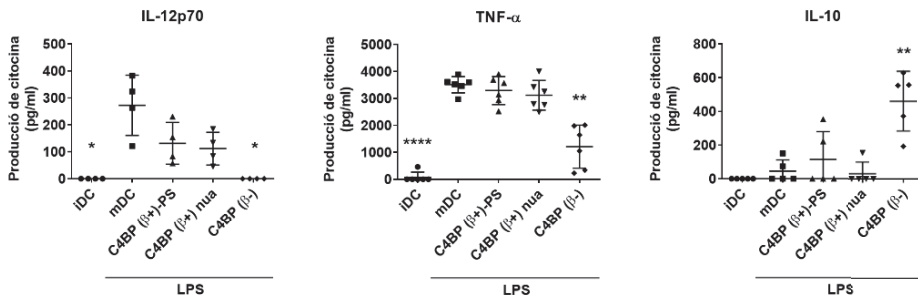 IL-12p70
Producció de citocina
(pg/ml)
500
400
300
200
100
0
*
*
iDC
mDC
C4BP (β+)-PS
C4BP (β+) nua
C4BP (β-)
LPS
TNF-α
Producció de citocina
(pg/ml)
5000
4000
3000
2000
1000
0
****
**
iDC
mDC
C4BP (β+)-PS
C4BP (β+) nua
C4BP (β-)
LPS
IL-10
Producció de citocina
(pg/ml)
800
600
400
200
0
**
iDC
mDC
C4BP (β+)-PS
C4BP (β+) nua
C4BP (β-)
LPS